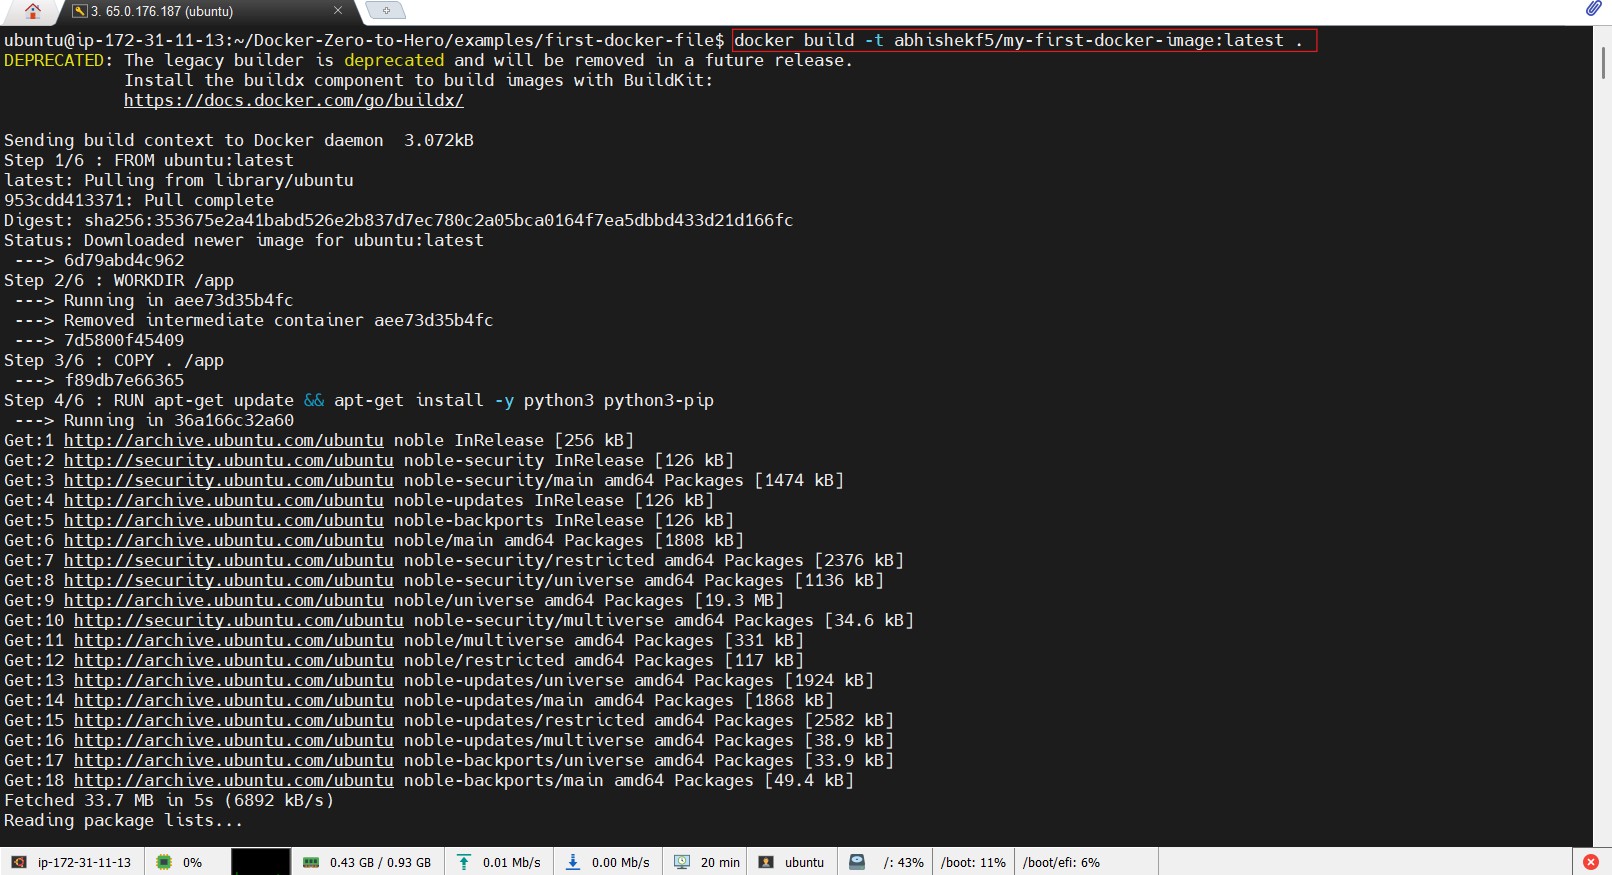 3. 65.0.176.187 (ubuntu)
ubuntu@ip-172-31-11-13:~/Docker-Zero-to-Hero/examples/first-docker-file$ docker build -t abhishekf5/my-first-docker-image:latest .
DEPRECATED: The legacy builder is deprecated and will be removed in a future release.
            Install the buildx component to build images with BuildKit:
            https://docs.docker.com/go/buildx/
Sending build context to Docker daemon  3.072kB
Step 1/6 : FROM ubuntu:latest
latest: Pulling from library/ubuntu
953cdd413371: Pull complete
Digest: sha256:353675e2a41babd526e2b837d7ec780c2a05bca0164f7ea5dbbd433d21d166fc
Status: Downloaded newer image for ubuntu:latest
 ---> 6d79abd4c962
Step 2/6 : WORKDIR /app
 ---> Running in aee73d35b4fc
 ---> Removed intermediate container aee73d35b4fc
 ---> 7d5800f45409
Step 3/6 : COPY . /app
 ---> f89db7e66365
Step 4/6 : RUN apt-get update && apt-get install -y python3 python3-pip
 ---> Running in 36a166c32a60
Get:1 http://archive.ubuntu.com/ubuntu noble InRelease [256 kB]
Get:2 http://security.ubuntu.com/ubuntu noble-security InRelease [126 kB]
Get:3 http://security.ubuntu.com/ubuntu noble-security/main amd64 Packages [1474 kB]
Get:4 http://archive.ubuntu.com/ubuntu noble-updates InRelease [126 kB]
Get:5 http://archive.ubuntu.com/ubuntu noble-backports InRelease [126 kB]
Get:6 http://archive.ubuntu.com/ubuntu noble/main amd64 Packages [1808 kB]
Get:7 http://security.ubuntu.com/ubuntu noble-security/restricted amd64 Packages [2376 kB]
Get:8 http://security.ubuntu.com/ubuntu noble-security/universe amd64 Packages [1136 kB]
Get:9 http://archive.ubuntu.com/ubuntu noble/universe amd64 Packages [19.3 MB]
Get:10 http://security.ubuntu.com/ubuntu noble-security/multiverse amd64 Packages [34.6 kB]
Get:11 http://archive.ubuntu.com/ubuntu noble/multiverse amd64 Packages [331 kB]
Get:12 http://archive.ubuntu.com/ubuntu noble/restricted amd64 Packages [117 kB]
Get:13 http://archive.ubuntu.com/ubuntu noble-updates/universe amd64 Packages [1924 kB]
Get:14 http://archive.ubuntu.com/ubuntu noble-updates/main amd64 Packages [1868 kB]
Get:15 http://archive.ubuntu.com/ubuntu noble-updates/restricted amd64 Packages [2582 kB]
Get:16 http://archive.ubuntu.com/ubuntu noble-updates/multiverse amd64 Packages [38.9 kB]
Get:17 http://archive.ubuntu.com/ubuntu noble-backports/universe amd64 Packages [33.9 kB]
Get:18 http://archive.ubuntu.com/ubuntu noble-backports/main amd64 Packages [49.4 kB]
Fetched 33.7 MB in 5s (6892 kB/s)
Reading package lists...
ip-172-31-11-13 0% 0.43 GB / 0.93 GB 0.01 Mb/s 0.00 Mb/s 20 min ubuntu /: 43% /boot: 11% /boot/efi: 6%